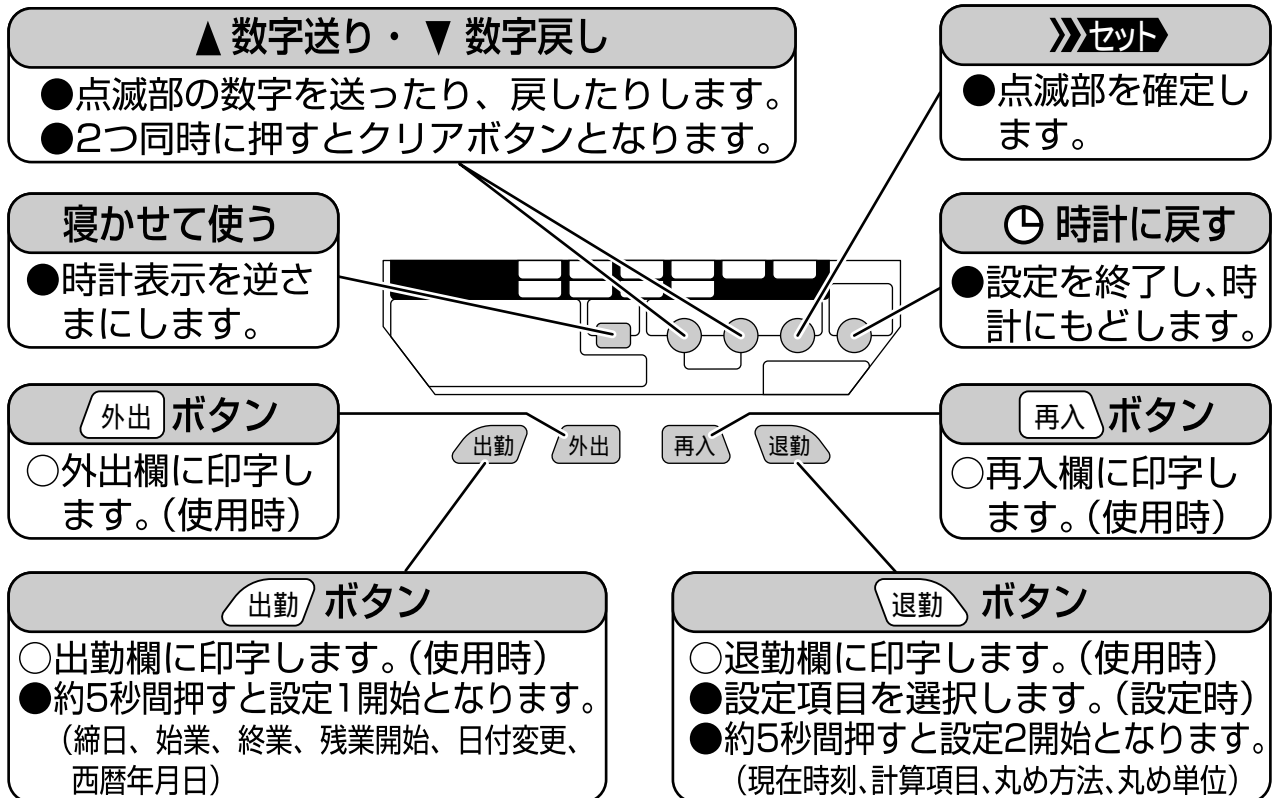 ▲ 数字送り・▼ 数字戻し
●点滅部の数字を送ったり、戻したりします。
●2つ同時に押すとクリアボタンとなります。
セット
●点滅部を確定し
ます。
寝かせて使う
●時計表示を逆さ
まにします。
時計に戻す
●設定を終了し、時
計にもどします。
外出 ボタン
○外出欄に印字し
ます。(使用時)
出勤 外出 再入 退勤
再入 ボタン
○再入欄に印字し
ます。(使用時)
出勤 ボタン
○出勤欄に印字します。(使用時)
●約5秒間押すと設定1開始となります。
(締日、始業、終業、残業開始、日付変更、
西暦年月日)
退勤 ボタン
○退勤欄に印字します。(使用時)
●設定項目を選択します。(設定時)
●約5秒間押すと設定2開始となります。
(現在時刻、計算項目、丸め方法、丸め単位)